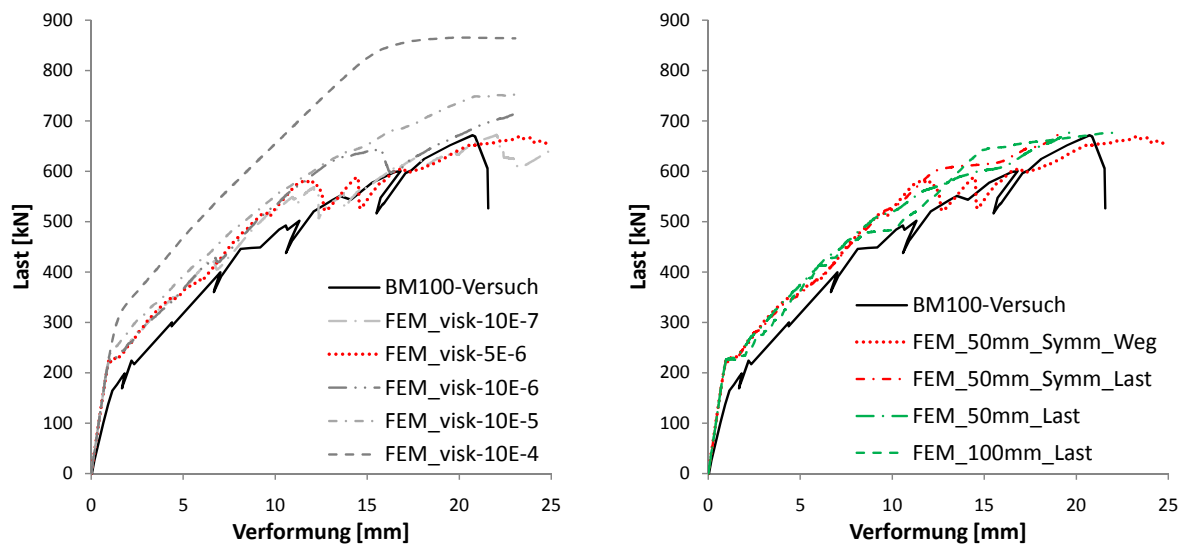 900
800
700
600
500
400
300
200
100
0
Last [kN]
0 5 10 15 20 25
Verformung [mm]
BM100-Versuch
FEM_visk-10E-7
FEM_visk-5E-6
FEM_visk-10E-6
FEM_visk-10E-5
FEM_visk-10E-4
900
800
700
600
500
400
300
200
100
0
Last [kN]
0 5 10 15 20 25
Verformung [mm]
BM100-Versuch
FEM_50mm_Symm_Weg
FEM_50mm_Symm_Last
FEM_50mm_Last
FEM_100mm_Last